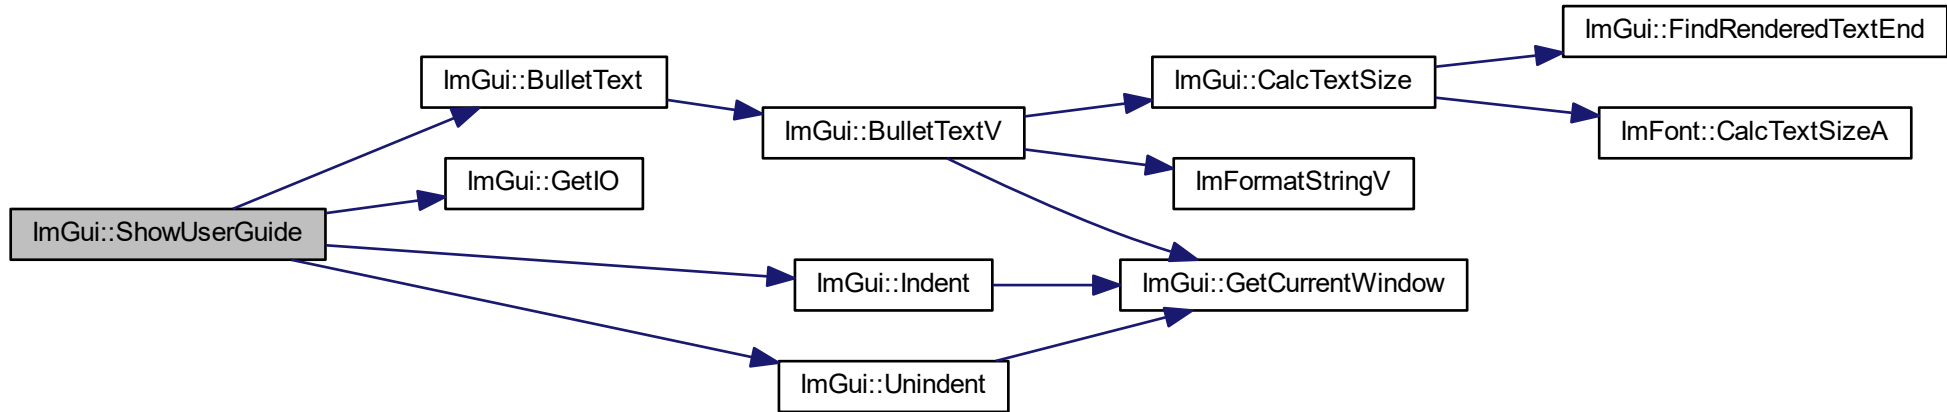 ImGui::ShowUserGuide
ImGui::BulletText
ImGui::GetIO
ImGui::Indent
ImGui::Unindent
ImGui::BulletTextV
ImGui::CalcTextSize
ImFormatStringV
ImGui::GetCurrentWindow
ImGui::FindRenderedTextEnd
ImFont::CalcTextSizeA